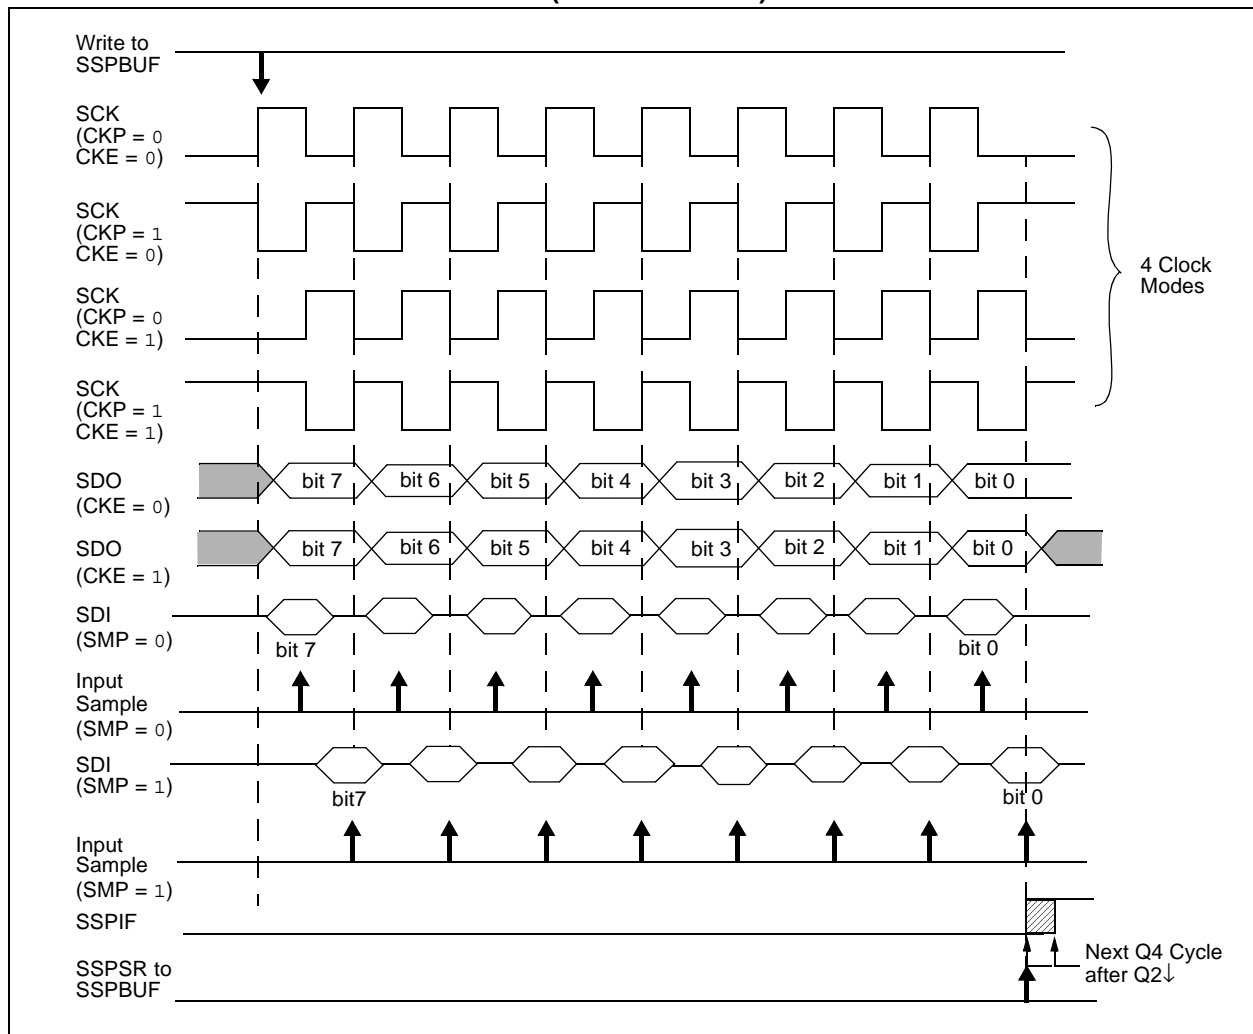 Write to
SSPBUF
SCK
(CKP = 0
CKE = 0)
SCK
(CKP = 1
CKE = 0)
4 Clock
Modes
SCK
(CKP = 0
CKE = 1)
SCK
(CKP = 1
CKE = 1)
SDO
(CKE = 0)
bit 7 bit 6 bit 5 bit 4 bit 3 bit 2 bit 1 bit 0
SDO
(CKE = 1)
bit 7 bit 6 bit 5 bit 4 bit 3 bit 2 bit 1 bit 0
SDI
(SMP = 0)
bit 7 bit 0
Input
Sample
(SMP = 0)
SDI
(SMP = 1)
bit7 bit 0
Input
Sample
(SMP = 1)
SSPIF
Next Q4 Cycle
after Q2↓
SSPSR to
SSPBUF